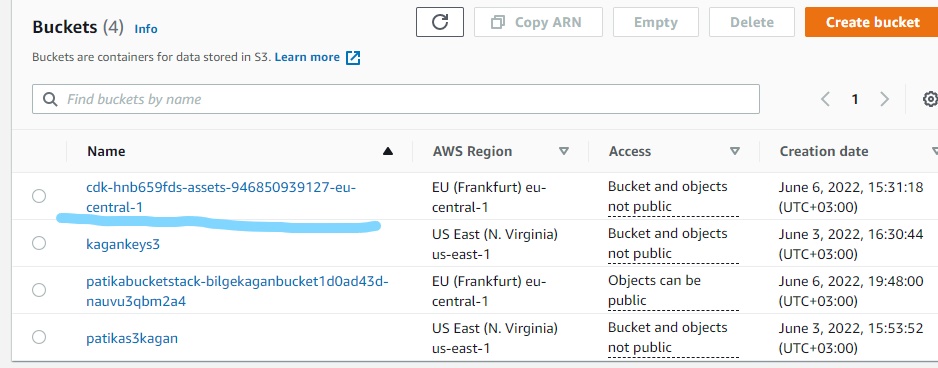 Buckets (4) Info
Copy ARN
Empty
Delete
Create bucket
Buckets are containers for data stored in S3. Learn more
Find buckets by name
1
Name AWS Region Access Creation date
cdk-hnb659fds-assets-946850939127-eu- EU (Frankfurt) eu- Bucket and objects June 6, 2022, 15:31:18
central-1 central-1 not public (UTC+03:00)
kagankeys3 US East (N. Virginia) Bucket and objects June 3, 2022, 16:30:44
us-east-1 not public (UTC+03:00)
patikabucketstack-bilgekaganbucket1d0ad43d- EU (Frankfurt) eu- Objects can be June 6, 2022, 19:48:00
nauvu3qbm2a4 central-1 public (UTC+03:00)
patikas3kagan US East (N. Virginia) Bucket and objects June 3, 2022, 15:53:52
us-east-1 not public (UTC+03:00)